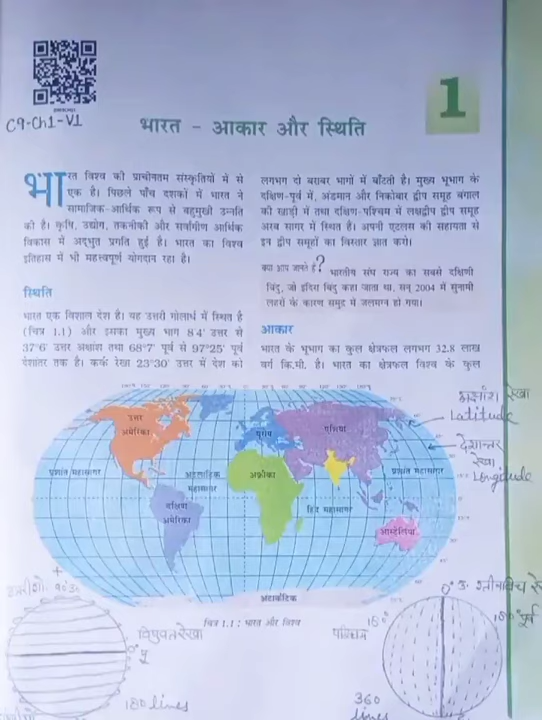 C9-Ch1-V1
1
भारत - आकार और स्थिति
भारत विश्व की प्राचीनतम संस्कृतियों में से
एक है। पिछले पाँच दशकों में भारत ने
सामाजिक-आर्थिक रूप से बहुमुखी उन्नति
की है। कृषि, उद्योग, तकनीकी और सर्वांगीण आर्थिक
विकास में अद्भुत प्रगति हुई है। भारत का विश्व
इतिहास में भी महत्त्वपूर्ण योगदान रहा है।
स्थिति
भारत एक विशाल देश है। यह उत्तरी गोलार्ध में स्थित है
(चित्र 1.1) और इसका मुख्य भाग 8°4' उत्तर से
37°6' उत्तर अक्षांश तथा 68°7' पूर्व से 97°25' पूर्व
देशांतर तक है। कर्क रेखा 23°30' उत्तर में देश को
लगभग दो बराबर भागों में बाँटती है। मुख्य भूभाग के
दक्षिण-पूर्व में, अंडमान और निकोबार द्वीप समूह बंगाल
की खाड़ी में तथा दक्षिण-पश्चिम में लक्षद्वीप द्वीप समूह
अरब सागर में स्थित है। अपनी एटलस की सहायता से
इन द्वीप समूहों का विस्तार ज्ञात करो।
क्या आप जानते हैं? भारतीय संघ राज्य का सबसे दक्षिणी
बिंदु, जो इंदिरा बिंदु कहा जाता था, सन् 2004 में सुनामी
लहरों के कारण समुद्र में जलमग्न हो गया।
आकार
भारत के भूभाग का कुल क्षेत्रफल लगभग 32.8 लाख
वर्ग कि.मी. है। भारत का क्षेत्रफल विश्व के कुल
अक्षांश रेखा
Latitude
देशान्तर
रेखा
Longitude
उत्तर
अमेरिका
यूरोप
एशिया
प्रशांत महासागर
अटलांटिक
महासागर
अफ्रीका
प्रशांत महासागर
दक्षिण
अमेरिका
हिंद महासागर
आस्ट्रेलिया
अंटार्कटिक
चित्र 1.1 : भारत और विश्व
विषुवत रेखा
0°
180 lines
0°
पश्चिम
180°
180° पूर्व
360
lines